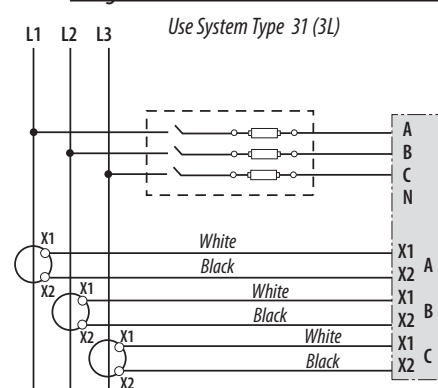 Use System Type 31 (3L)
L1 L2 L3
A
B
C
N
X1 White X1
A
X2 Black X2
X1 White X1
B
X2 Black X2
X1 White X1
C
X2 Black X2